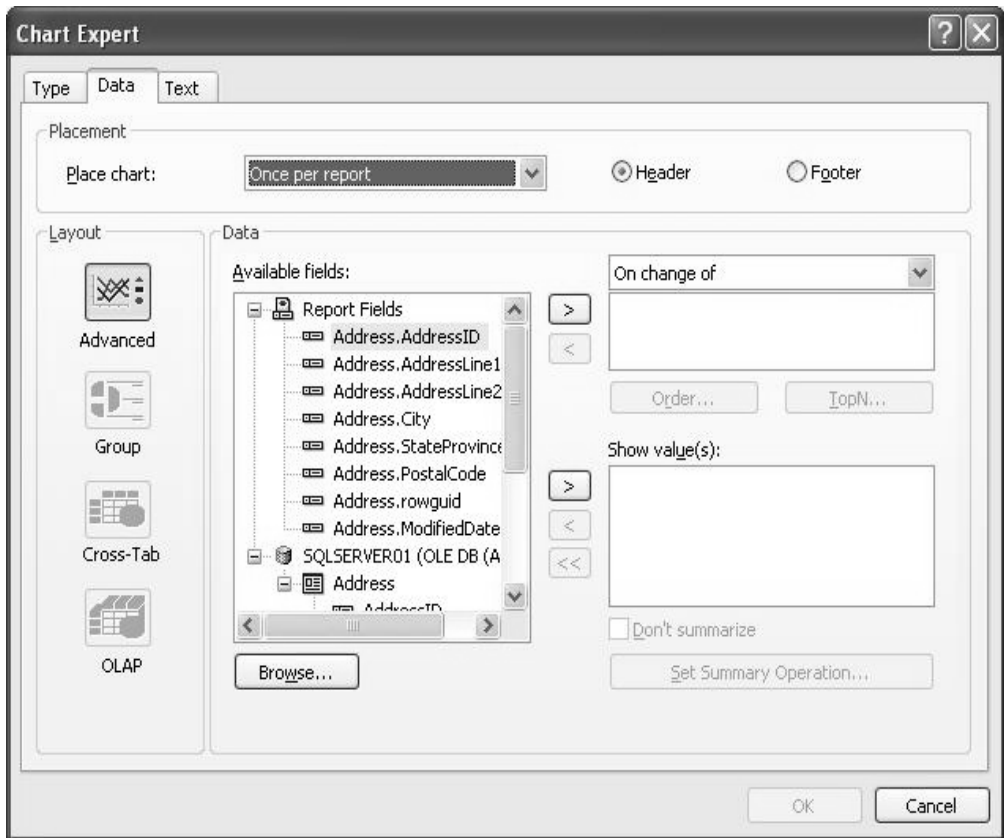 Chart Expert
Type
Data
Text
Placement
Place chart:
Once per report
Header
Footer
Layout
Advanced
Group
Cross-Tab
OLAP
Data
Available fields:
Report Fields
Address.AddressID
Address.AddressLine1
Address.AddressLine2
Address.City
Address.StateProvince
Address.PostalCode
Address.rowguid
Address.ModifiedDate
SQLSERVER01 (OLE DB (A
Address
AddressID
Browse...
>
<
On change of
Order...
TopN...
Show value(s):
>
<
<<
Don't summarize
Set Summary Operation...
OK
Cancel